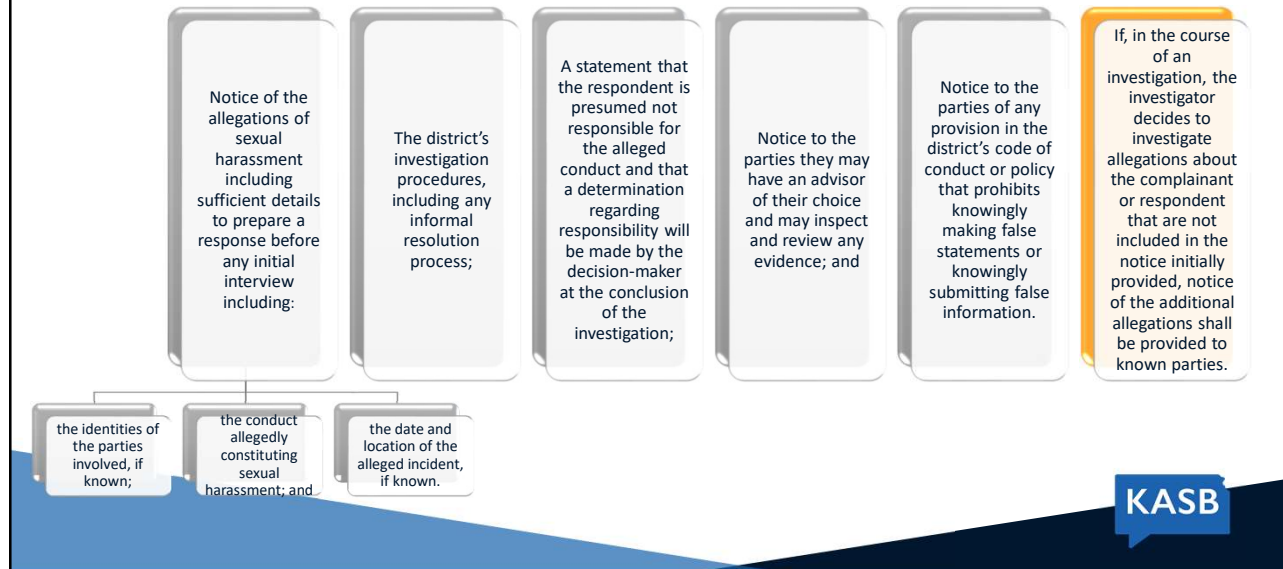 Notice of the
allegations of
sexual
harassment
including
sufficient details
to prepare a
response before
any initial
interview
including:
The district’s
investigation
procedures,
including any
informal
resolution
process;
A statement that
the respondent is
presumed not
responsible for
the alleged
conduct and that
a determination
regarding
responsibility will
be made by the
decision-maker
at the conclusion
of the
investigation;
Notice to the
parties they may
have an advisor
of their choice
and may inspect
and review any
evidence; and
Notice to the
parties of any
provision in the
district’s code of
conduct or policy
that prohibits
knowingly
making false
statements or
knowingly
submitting false
information.
If, in the course
of an
investigation, the
investigator
decides to
investigate
allegations about
the complainant
or respondent
that are not
included in the
notice initially
provided, notice
of the additional
allegations shall
be provided to
known parties.
the identities of
the parties
involved, if
known;
the conduct
allegedly
constituting
sexual
harassment; and
the date and
location of the
alleged incident,
if known.
KASB